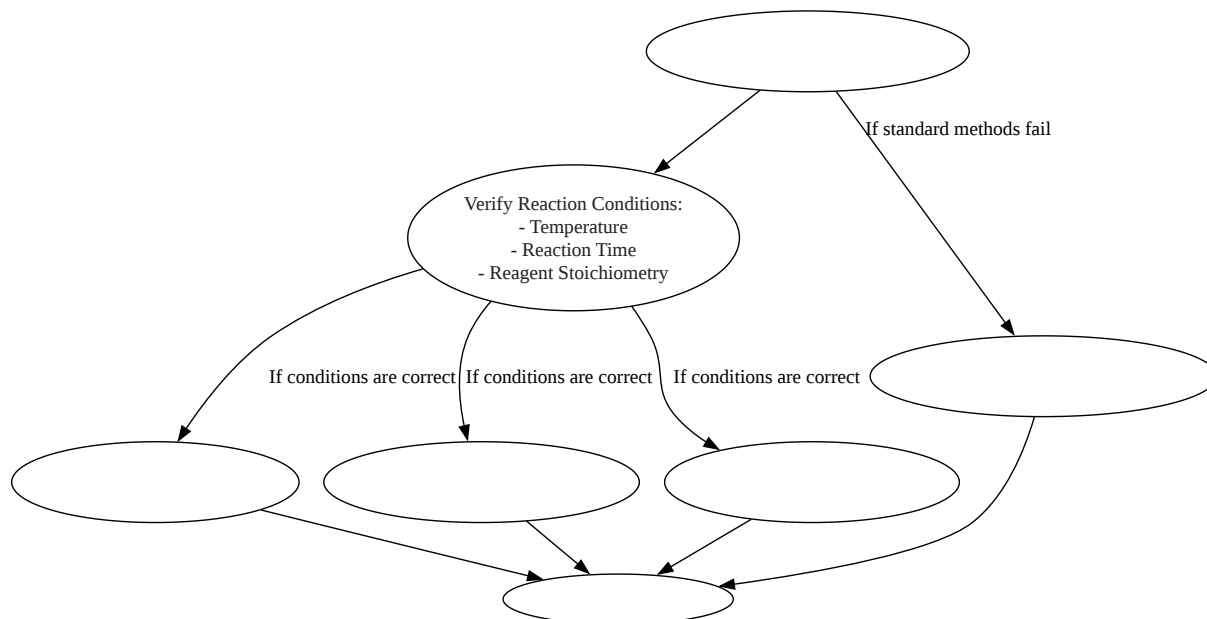 If standard methods fail
Verify Reaction Conditions:
- Temperature
- Reaction Time
- Reagent Stoichiometry
If conditions are correct
If conditions are correct
If conditions are correct